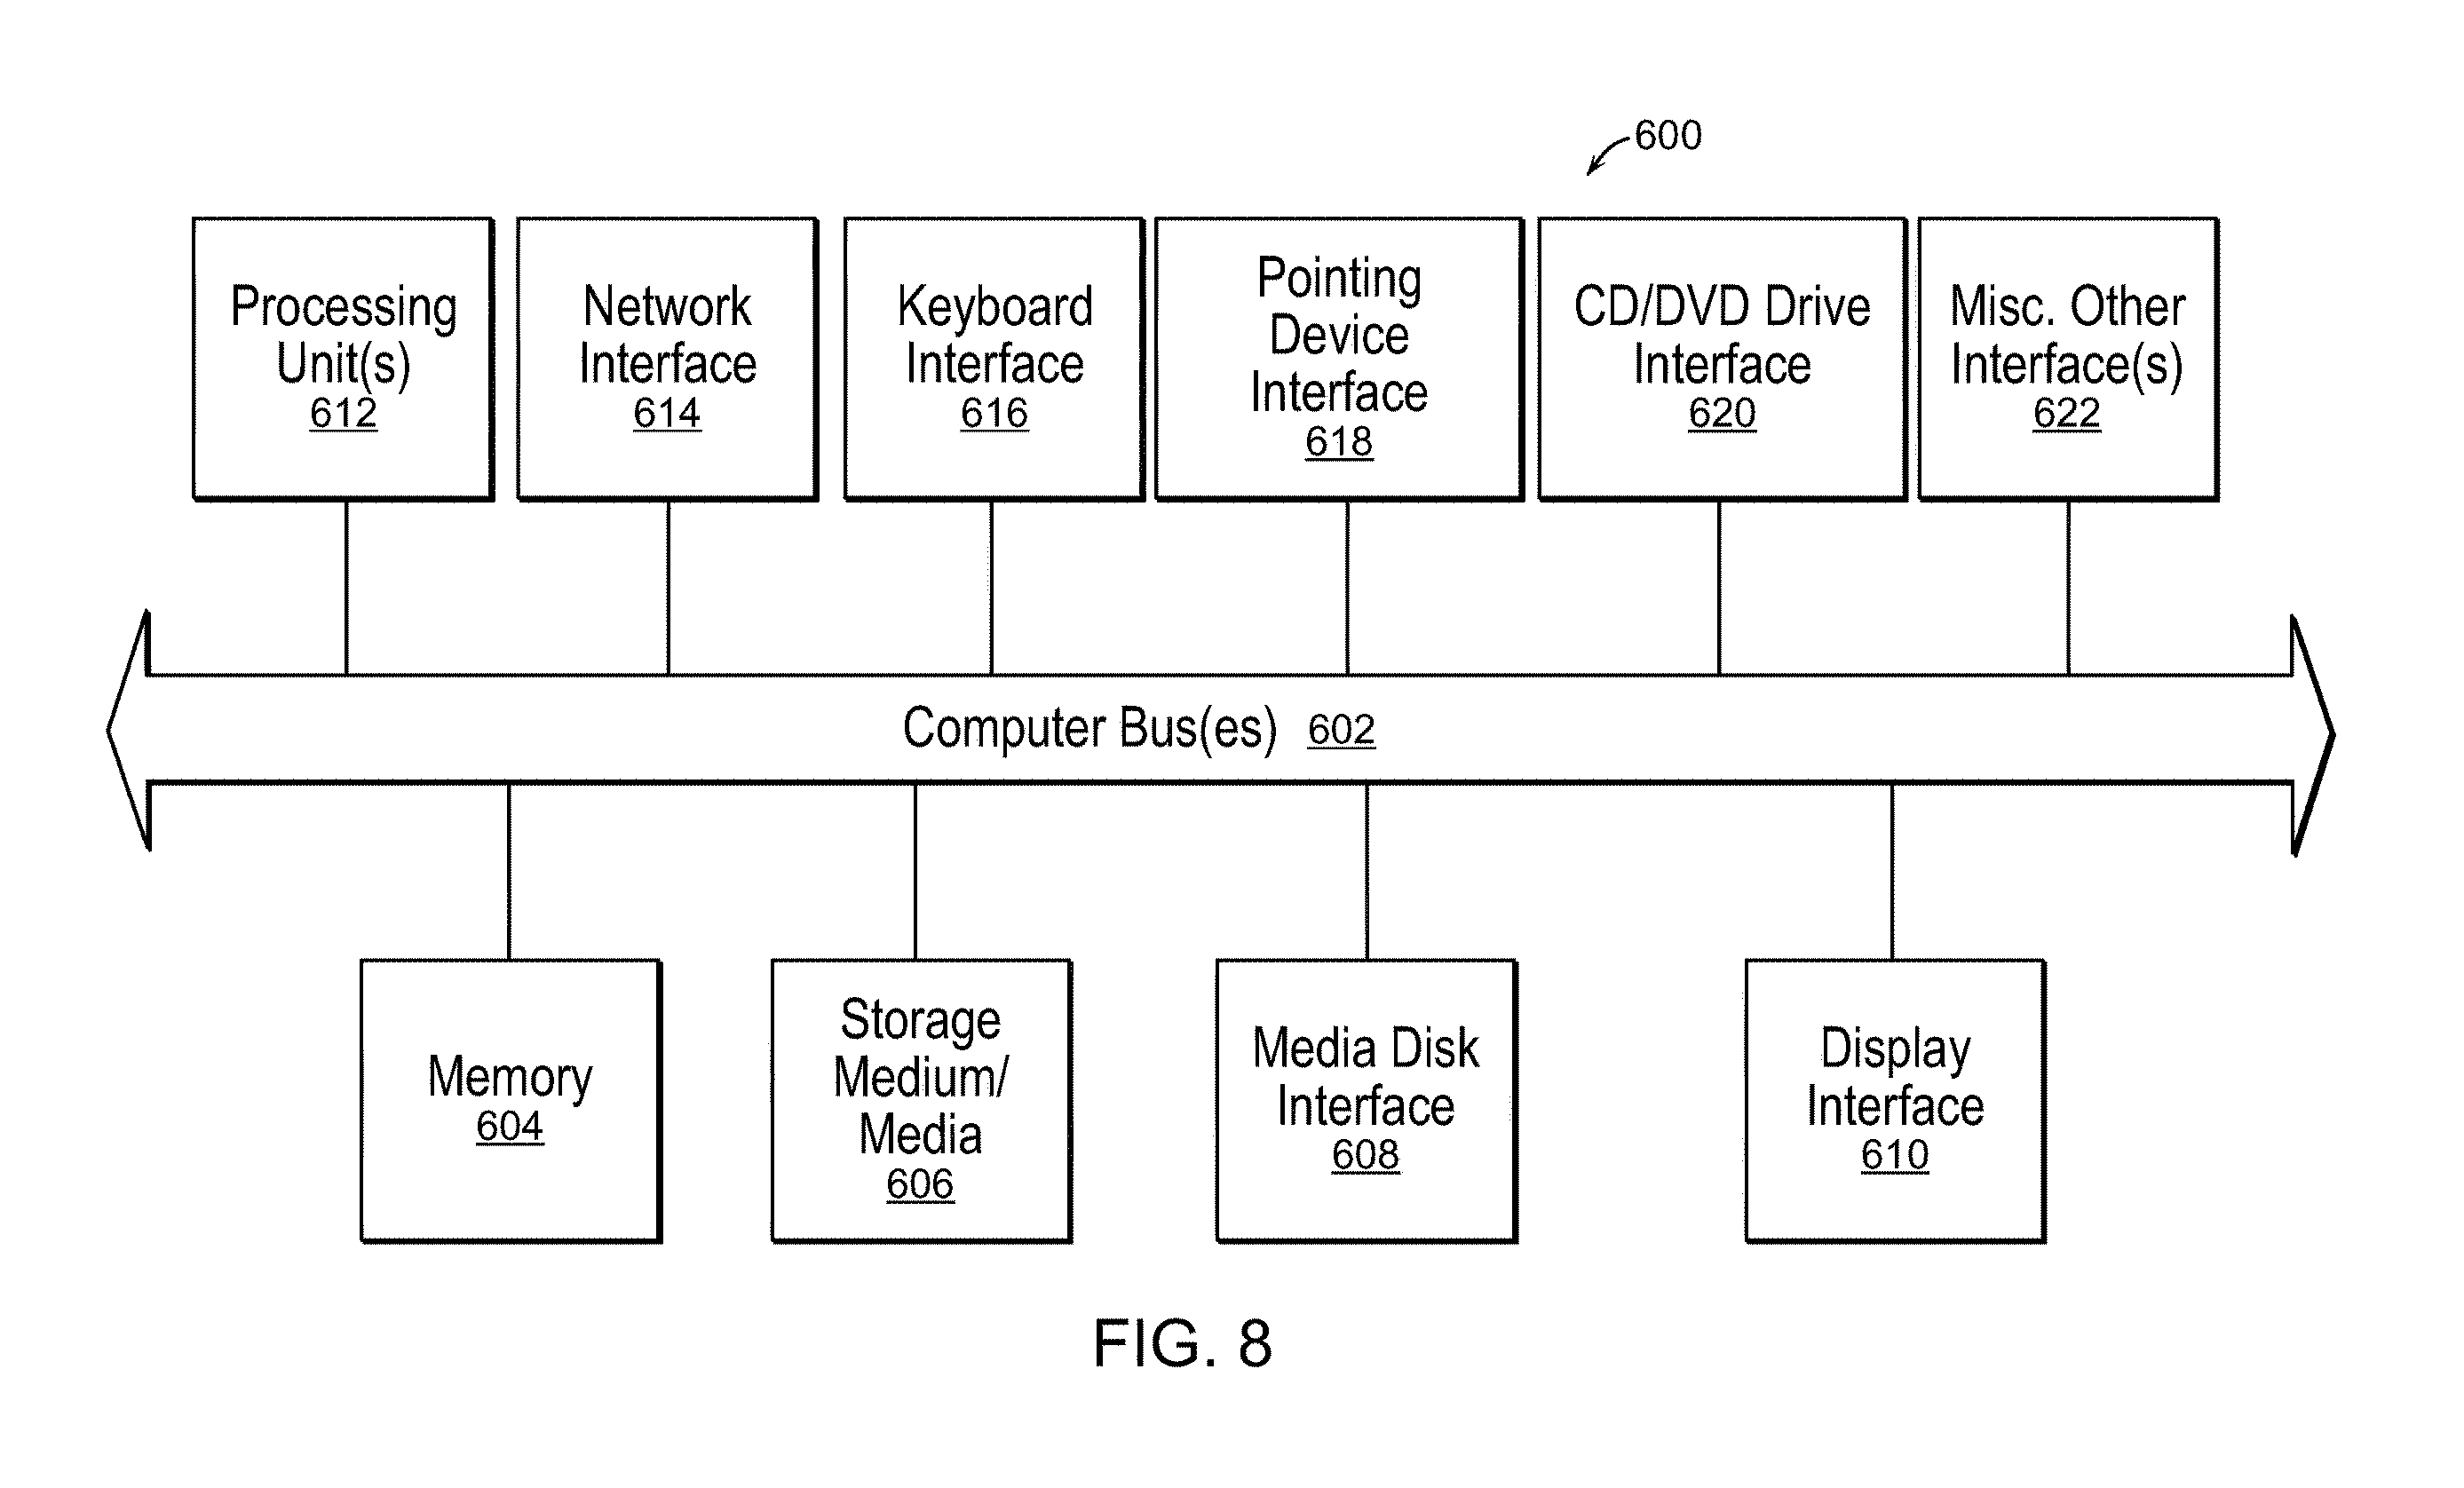 600
Processing
Unit(s)
612
Network
Interface
614
Keyboard
Interface
616
Pointing
Device
Interface
618
CD/DVD Drive
Interface
620
Misc. Other
Interface(s)
622
Computer Bus(es) 602
Memory
604
Storage
Medium/
Media
606
Media Disk
Interface
608
Display
Interface
610
FIG. 8